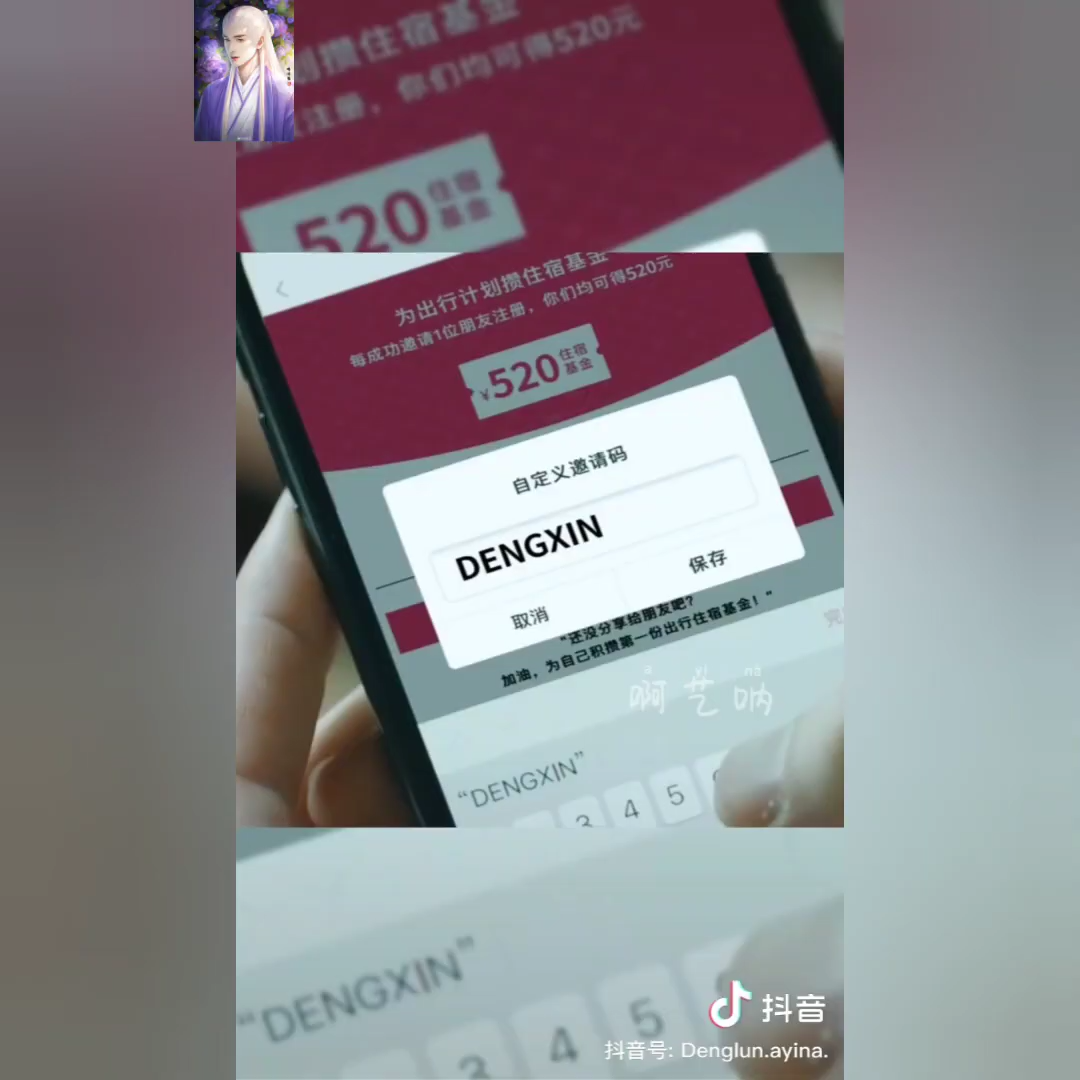 划攒住宿基金
注册，你们均可得520元
520 住宿
基金
为出行计划攒住宿基金
每成功邀请1位朋友注册，你们均可得520元
¥520 住宿
基金
自定义邀请码
DENGXIN
取消
保存
“还没分享给朋友吧？
加油，为自己积攒第一份出行住宿基金！”
啊艺呐
“DENGXIN”
3 4 5
“DENGXIN”
3 4 5
抖音
抖音号: Denglun.ayina.